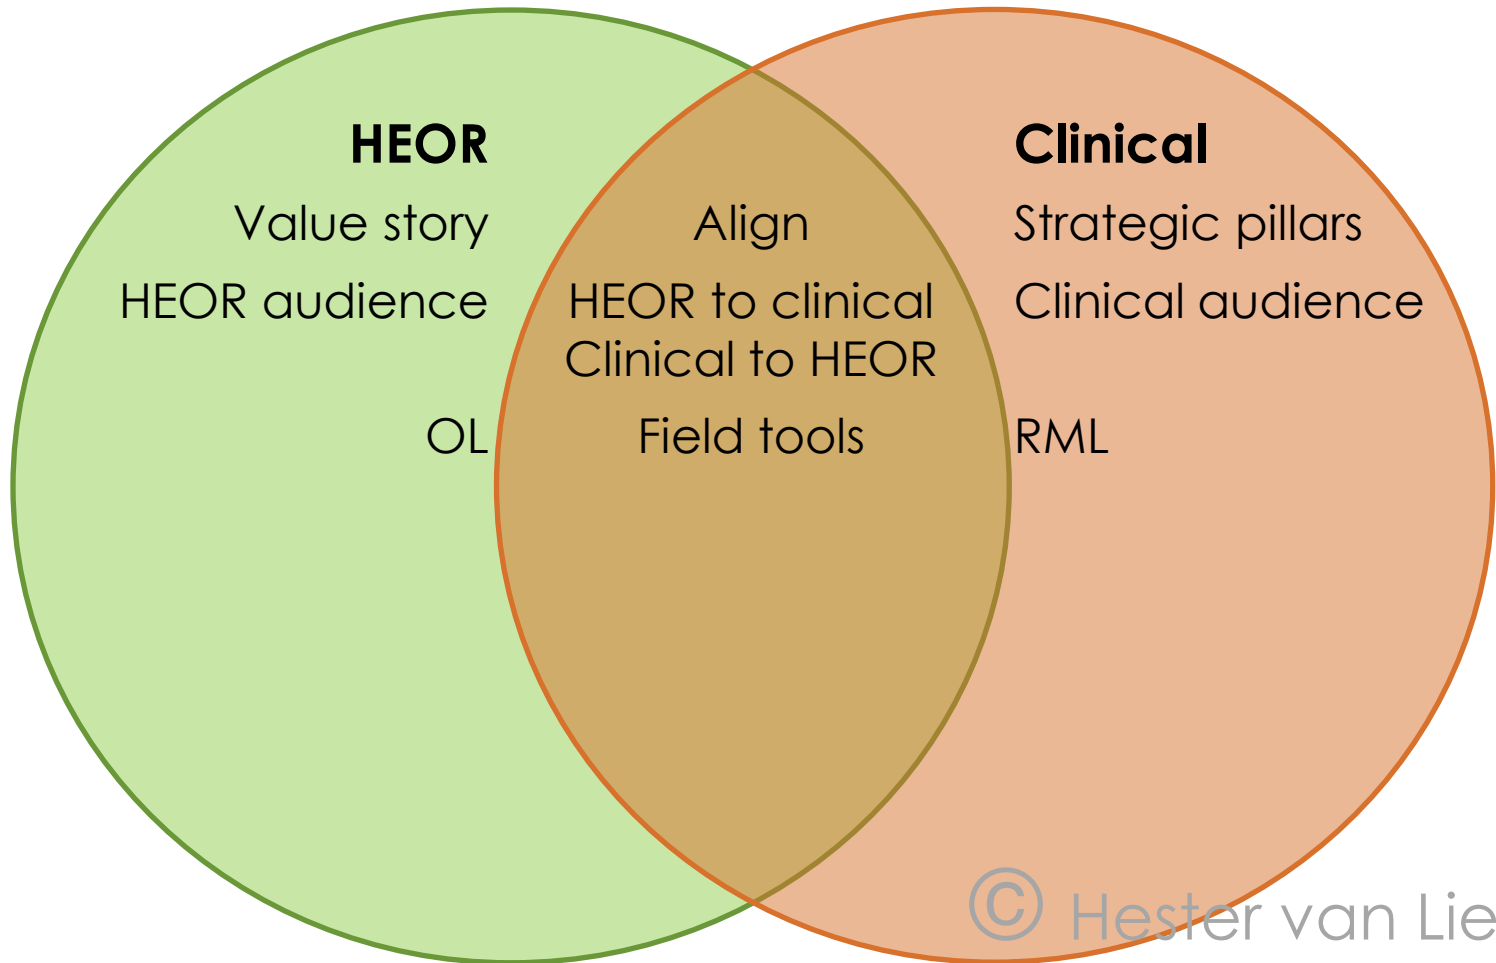 HEOR
Value story
HEOR audience
OL
Align
HEOR to clinical
Clinical to HEOR
Field tools
Clinical
Strategic pillars
Clinical audience
RML
© Hester van Lie